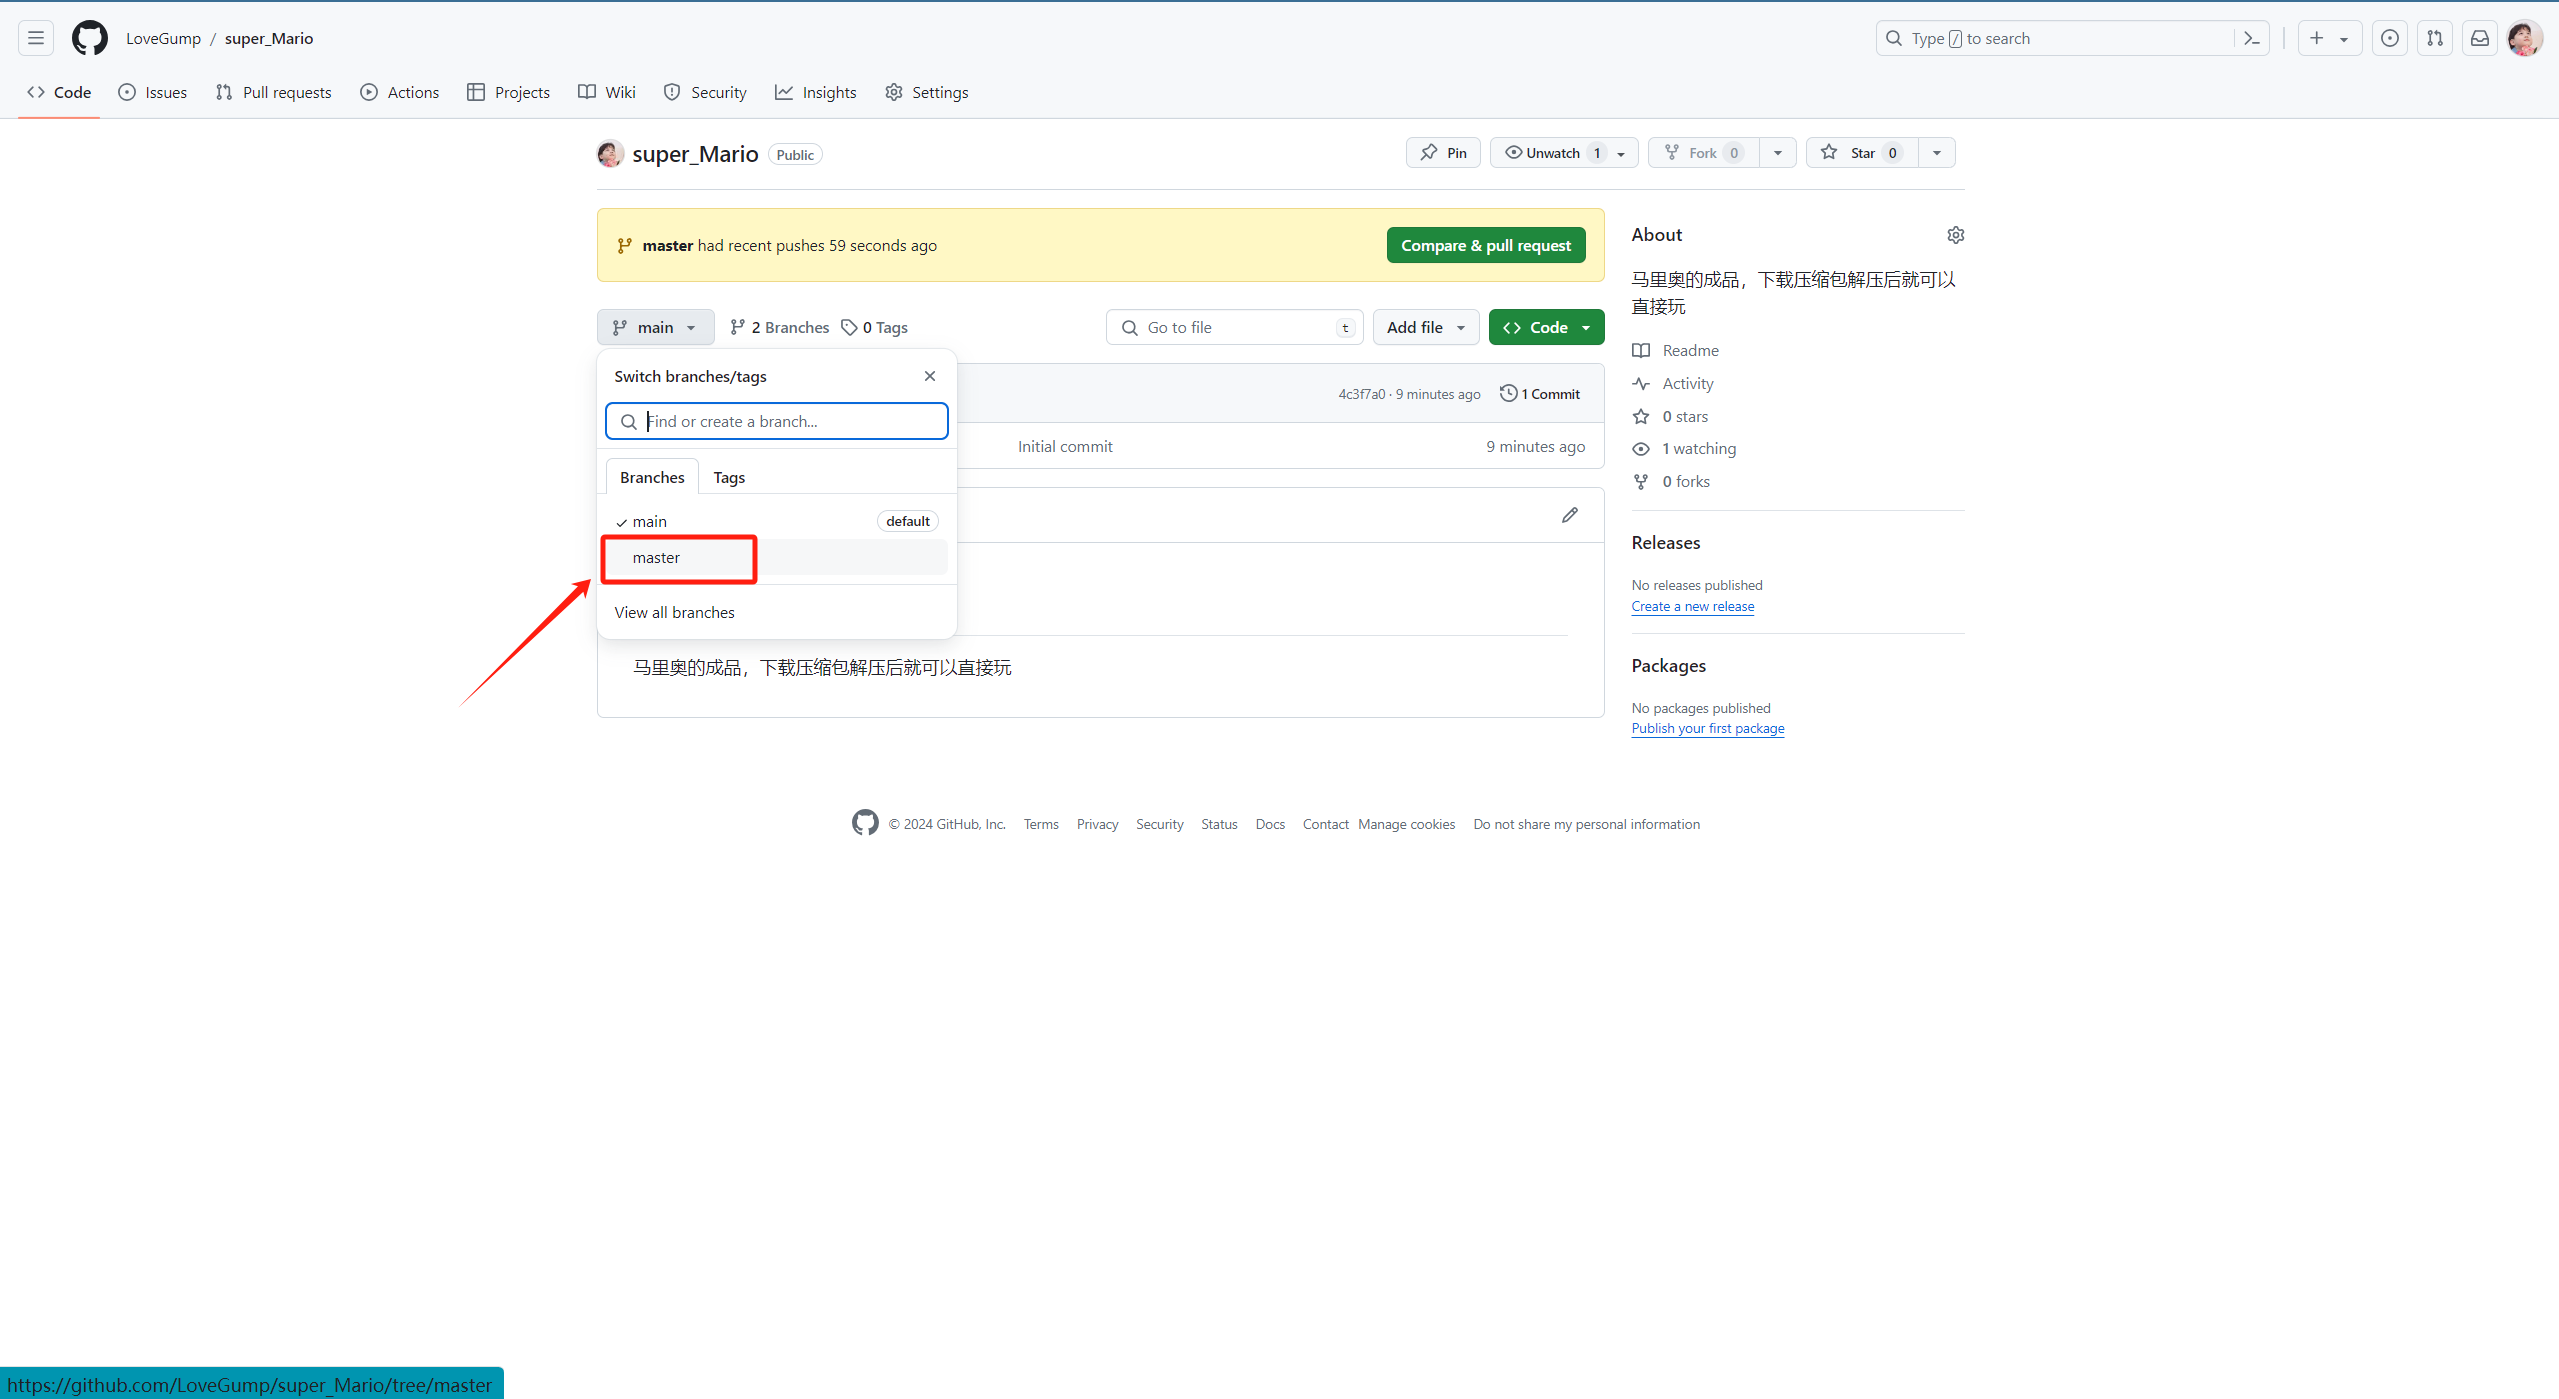 LoveGump / super_Mario
Type / to search
Code
Issues
Pull requests
Actions
Projects
Wiki
Security
Insights
Settings
super_Mario
Public
Pin
Unwatch 1
Fork 0
Star 0
master had recent pushes 59 seconds ago
Compare & pull request
main
2 Branches
0 Tags
Go to file
t
Add file
Code
Switch branches/tags
Find or create a branch...
Branches
Tags
main
default
master
View all branches
4c3f7a0 · 9 minutes ago
1 Commit
Initial commit
9 minutes ago
马里奥的成品，下载压缩包解压后就可以直接玩
About
马里奥的成品，下载压缩包解压后就可以
直接玩
Readme
Activity
0 stars
1 watching
0 forks
Releases
No releases published
Create a new release
Packages
No packages published
Publish your first package
© 2024 GitHub, Inc.
Terms
Privacy
Security
Status
Docs
Contact
Manage cookies
Do not share my personal information
https://github.com/LoveGump/super_Mario/tree/master